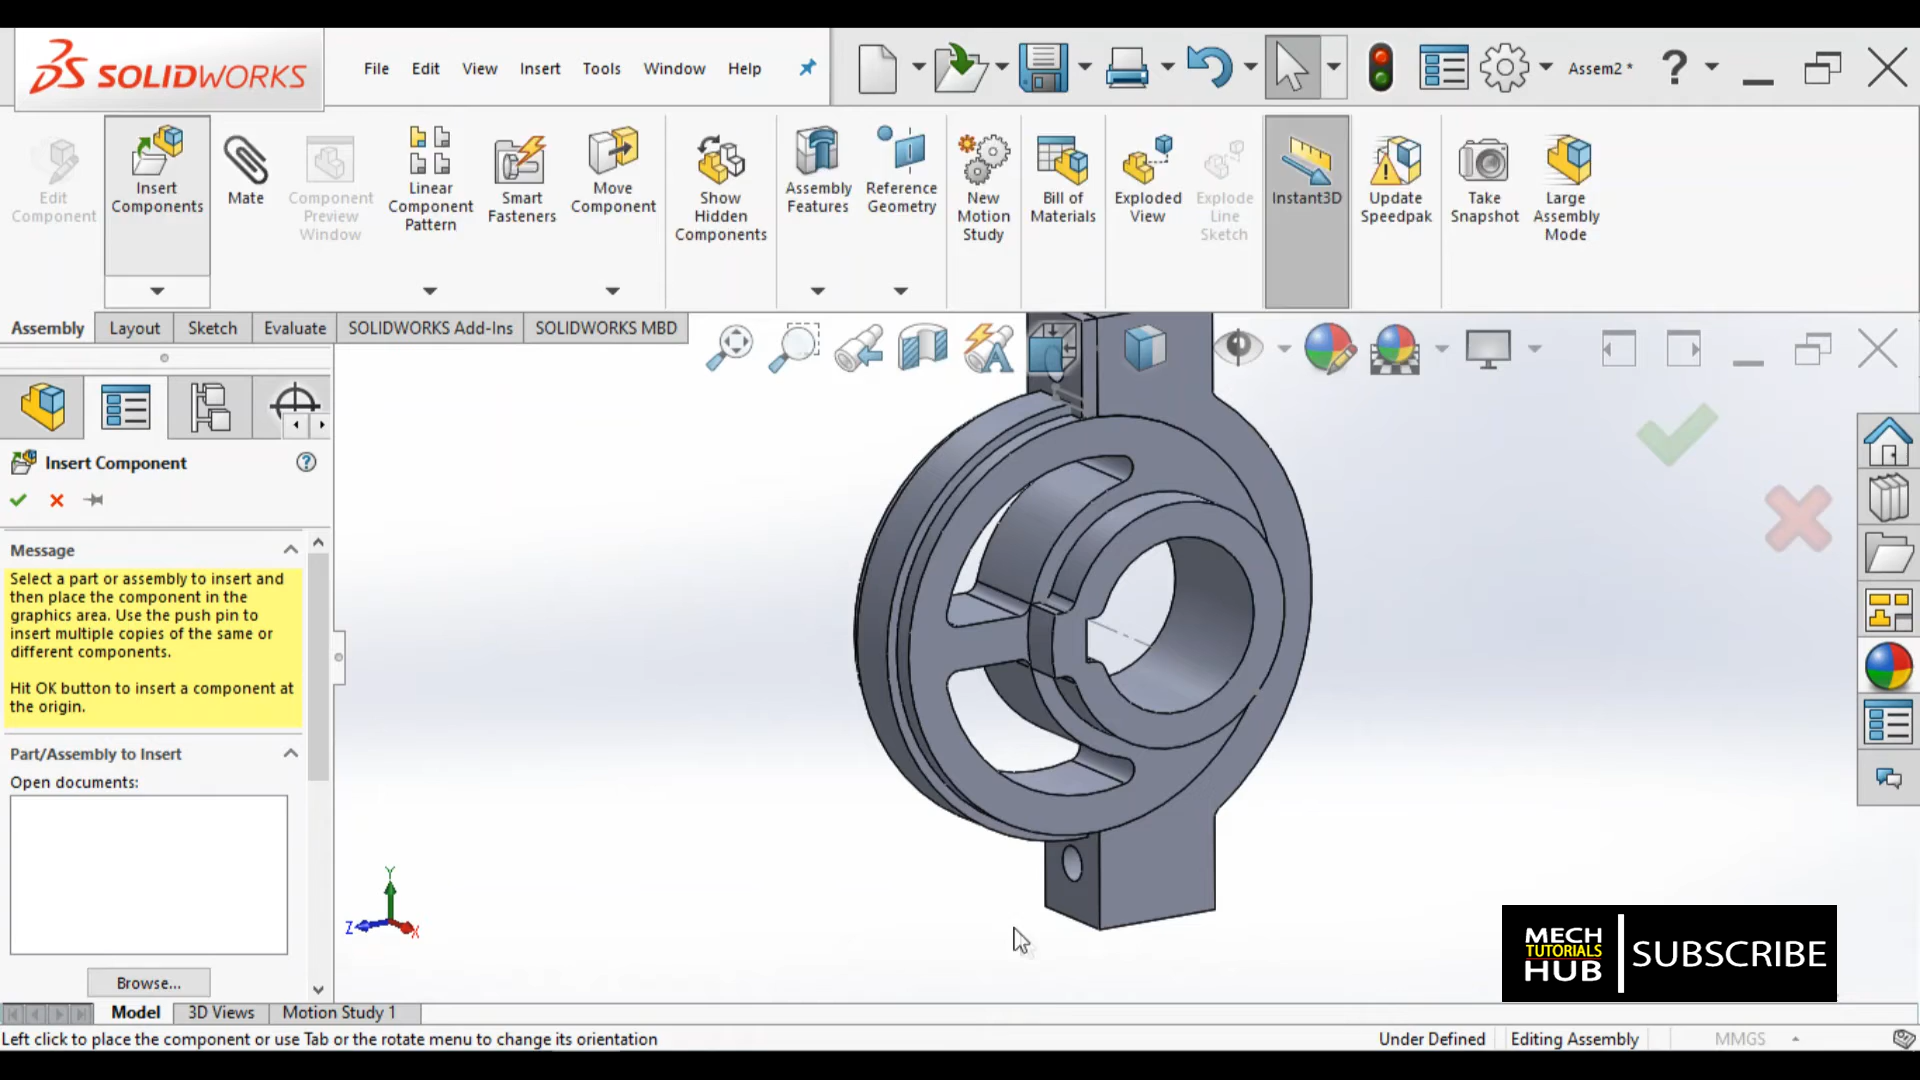 SOLIDWORKS
File Edit View Insert Tools Window Help
Assem2 *
?
Edit
Component
Insert
Components
Mate
Component
Preview
Window
Linear
Component
Pattern
Smart
Fasteners
Move
Component
Show
Hidden
Components
Assembly
Features
Reference
Geometry
New
Motion
Study
Bill of
Materials
Exploded
View
Explode
Line
Sketch
Instant3D
Update
Speedpak
Take
Snapshot
Large
Assembly
Mode
Assembly Layout Sketch Evaluate SOLIDWORKS Add-Ins SOLIDWORKS MBD
Insert Component
?
Message
Select a part or assembly to insert and
then place the component in the
graphics area. Use the push pin to
insert multiple copies of the same or
different components.
Hit OK button to insert a component at
the origin.
Part/Assembly to Insert
Open documents:
Browse...
Y
Z
X
MECH
TUTORIALS
HUB
SUBSCRIBE
Model 3D Views Motion Study 1
Left click to place the component or use Tab or the rotate menu to change its orientation
Under Defined Editing Assembly MMGS